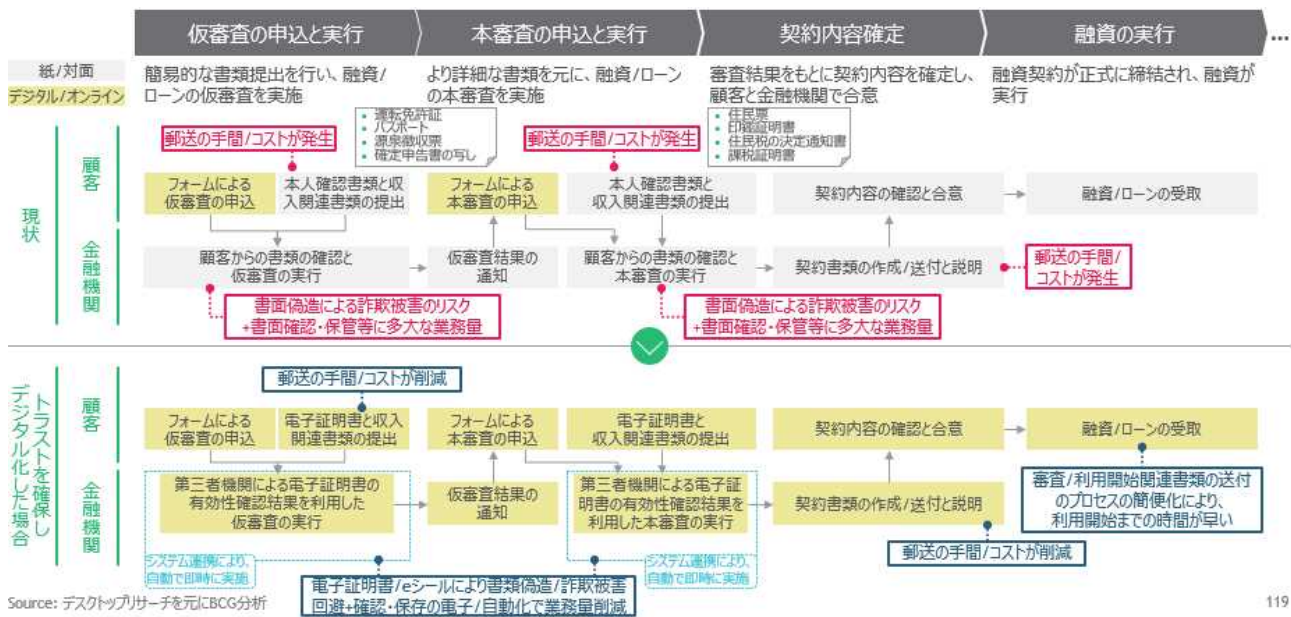 仮審査の申込と実行
本審査の申込と実行
契約内容確定
融資の実行
...
紙/対面
デジタル/オンライン
簡易的な書類提出を行い、融資/
ローンの仮審査を実施
より詳細な書類を元に、融資/ローン
の本審査を実施
審査結果をもとに契約内容を確定し、
顧客と金融機関で合意
融資契約が正式に締結され、融資が
実行
現状
顧客
金融機関
郵送の手間/コストが発生
• 運転免許証
• パスポート
• 源泉徴収票
• 確定申告書の写し
郵送の手間/コストが発生
• 住民票
• 印鑑証明書
• 住民税の決定通知書
• 課税証明書
フォームによる
仮審査の申込
本人確認書類と収
入関連書類の提出
フォームによる
本審査の申込
本人確認書類と
収入関連書類の提出
契約内容の確認と合意
融資/ローンの受取
顧客からの書類の確認と
仮審査の実行
仮審査結果の
通知
顧客からの書類の確認と
本審査の実行
契約書類の作成/送付と説明
郵送の手間/
コストが発生
書面偽造による詐欺被害のリスク
+書面確認・保管等に多大な業務量
書面偽造による詐欺被害のリスク
+書面確認・保管等に多大な業務量
トラストを確保し
デジタル化した場合
顧客
金融機関
郵送の手間/コストが削減
フォームによる
仮審査の申込
電子証明書と収入
関連書類の提出
フォームによる
本審査の申込
電子証明書と
収入関連書類の提出
契約内容の確認と合意
融資/ローンの受取
第三者機関による電子証明書の
有効性確認結果を利用した
仮審査の実行
仮審査結果の
通知
第三者機関による電子証
明書の有効性確認結果を
利用した本審査の実行
契約書類の作成/送付と説明
審査/利用開始関連書類の送付
のプロセスの簡便化により、
利用開始までの時間が早い
郵送の手間/コストが削減
システム連携により、
自動で即時に実施
システム連携により、
自動で即時に実施
電子証明書/eシールにより書類偽造/詐欺被害
回避+確認・保存の電子/自動化で業務量削減
Source: デスクトップリサーチを元にBCG分析
119